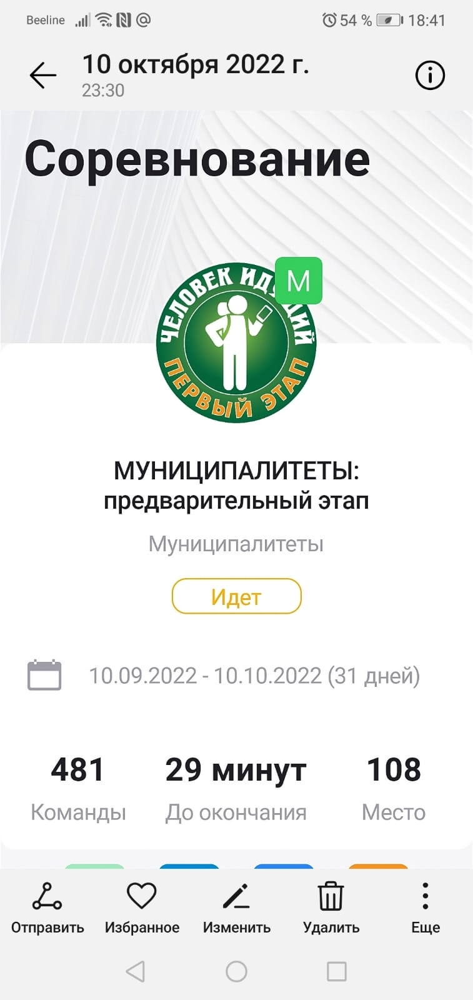 Beeline 54 % 18:41
10 октября 2022 г.
23:30
Соревнование
ЧЕЛОВЕК
М
ПЕРВЫЙ ЭТАП
МУНИЦИПАЛИТЕТЫ:
предварительный этап
Муниципалитеты
Идет
10.09.2022 - 10.10.2022 (31 дней)
481 29 минут 108
Команды До окончания Место
Отправить Избранное Изменить Удалить Еще